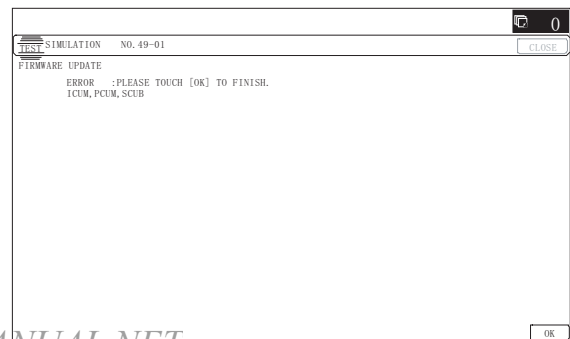 0
TEST SIMULATION NO. 49-01
CLOSE
FIRMWARE UPDATE
ERROR :PLEASE TOUCH [OK] TO FINISH.
ICUM, PCUM, SCUB
OK